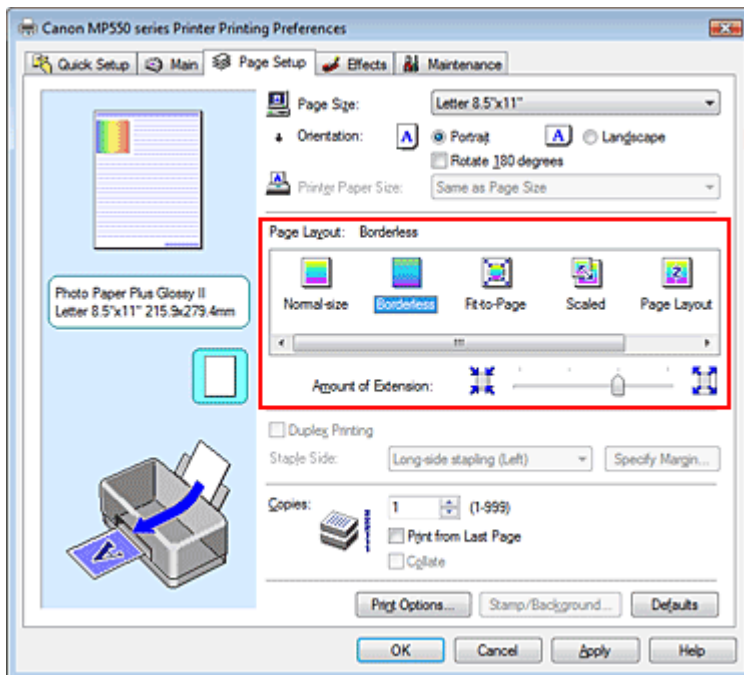 Canon MP550 series Printer Printing Preferences
Quick Setup Main Page Setup Effects Maintenance
Page Size: Letter 8.5"x11"
Orientation: A Portrait A Landscape
Rotate 180 degrees
Printer Paper Size: Same as Page Size
Page Layout: Borderless
Normal-size Borderless Fit-to-Page Scaled Page Layout
Photo Paper Plus Glossy II
Letter 8.5"x11" 215.9x279.4mm
Amount of Extension:
Duplex Printing
Staple Side: Long-side stapling (Left) Specify Margin...
Copies: 1 (1-999)
Print from Last Page
Collate
Print Options... Stamp/Background... Defaults
OK Cancel Apply Help